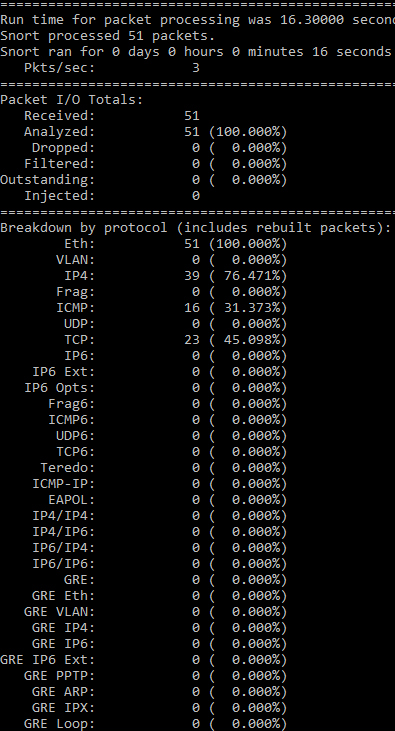 ===============================================
Run time for packet processing was 16.30000 secon
Snort processed 51 packets.
Snort ran for 0 days 0 hours 0 minutes 16 seconds
Pkts/sec: 3
===============================================
Packet I/O Totals:
Received: 51
Analyzed: 51 (100.000%)
Dropped: 0 ( 0.000%)
Filtered: 0 ( 0.000%)
Outstanding: 0 ( 0.000%)
Injected: 0
===============================================
Breakdown by protocol (includes rebuilt packets):
Eth: 51 (100.000%)
VLAN: 0 ( 0.000%)
IP4: 39 ( 76.471%)
Frag: 0 ( 0.000%)
ICMP: 16 ( 31.373%)
UDP: 0 ( 0.000%)
TCP: 23 ( 45.098%)
IP6: 0 ( 0.000%)
IP6 Ext: 0 ( 0.000%)
IP6 Opts: 0 ( 0.000%)
Frag6: 0 ( 0.000%)
ICMP6: 0 ( 0.000%)
UDP6: 0 ( 0.000%)
TCP6: 0 ( 0.000%)
Teredo: 0 ( 0.000%)
ICMP-IP: 0 ( 0.000%)
EAPOL: 0 ( 0.000%)
IP4/IP4: 0 ( 0.000%)
IP4/IP6: 0 ( 0.000%)
IP6/IP4: 0 ( 0.000%)
IP6/IP6: 0 ( 0.000%)
GRE: 0 ( 0.000%)
GRE Eth: 0 ( 0.000%)
GRE VLAN: 0 ( 0.000%)
GRE IP4: 0 ( 0.000%)
GRE IP6: 0 ( 0.000%)
GRE IP6 Ext: 0 ( 0.000%)
GRE PPTP: 0 ( 0.000%)
GRE ARP: 0 ( 0.000%)
GRE IPX: 0 ( 0.000%)
GRE Loop: 0 ( 0.000%)